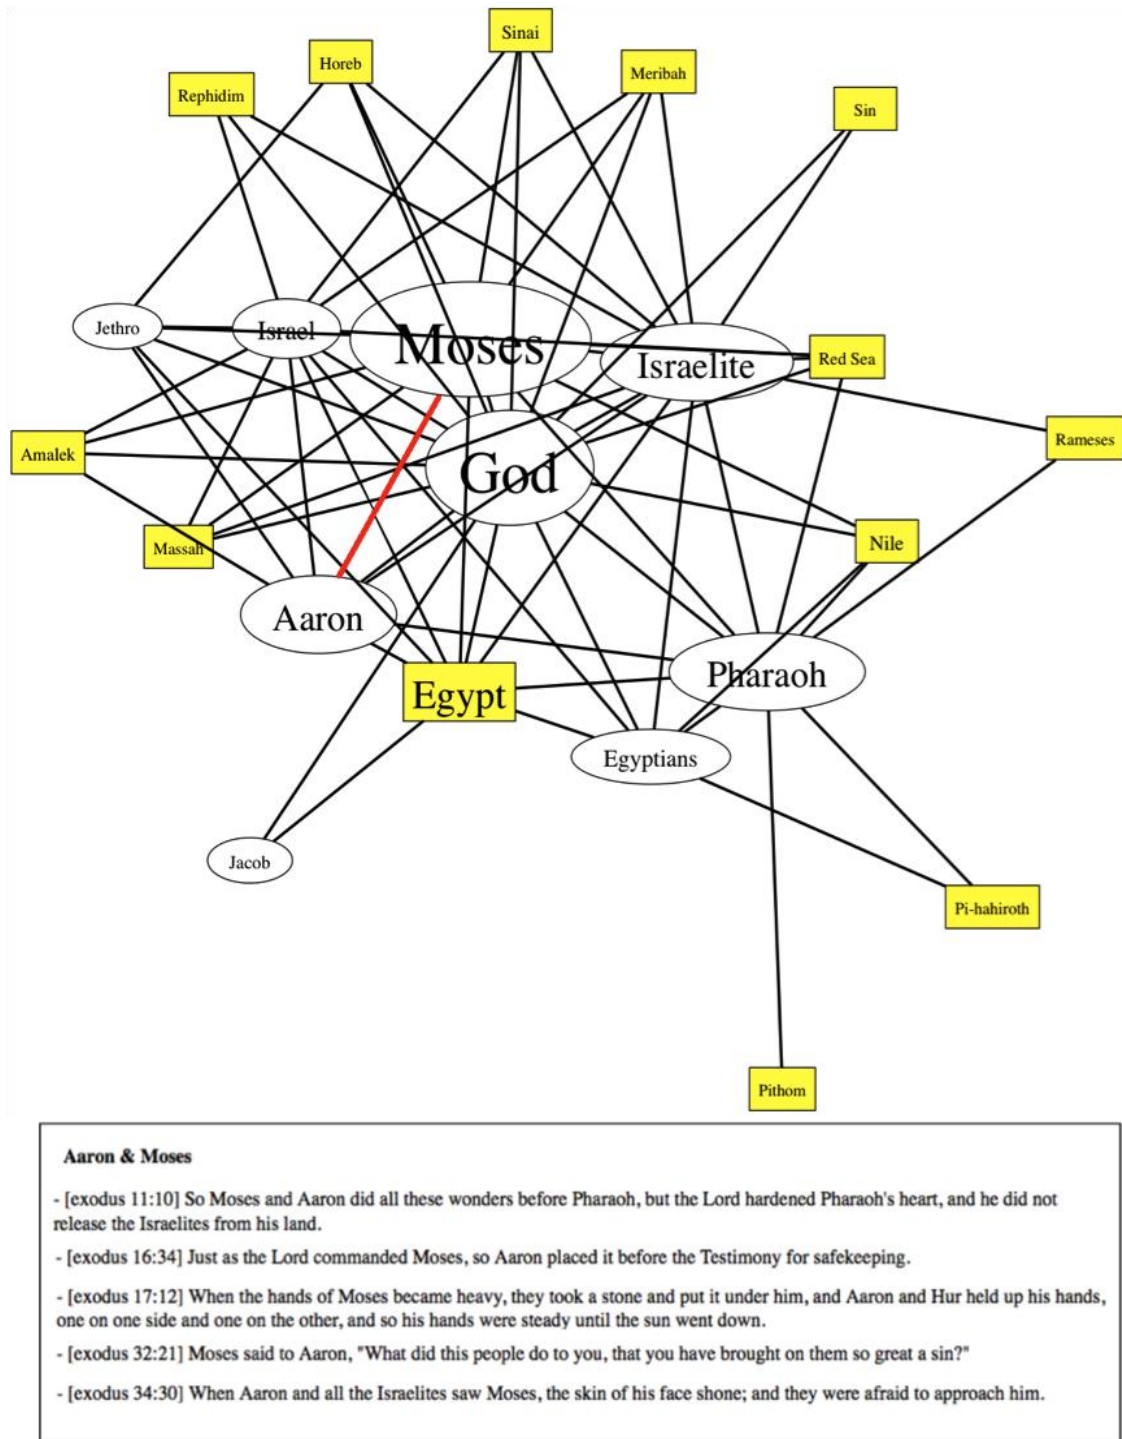 Sinai
Horeb
Meribah
Rephidim
Sin
Jethro
Israel
Moses
Israelite
Red Sea
Amalek
God
Rameses
Massah
Nile
Aaron
Egypt
Pharaoh
Egyptians
Jacob
Pi-hahiroth
Pithom
Aaron & Moses
- [exodus 11:10] So Moses and Aaron did all these wonders before Pharaoh, but the Lord hardened Pharaoh's heart, and he did not
release the Israelites from his land.
- [exodus 16:34] Just as the Lord commanded Moses, so Aaron placed it before the Testimony for safekeeping.
- [exodus 17:12] When the hands of Moses became heavy, they took a stone and put it under him, and Aaron and Hur held up his hands,
one on one side and one on the other, and so his hands were steady until the sun went down.
- [exodus 32:21] Moses said to Aaron, "What did this people do to you, that you have brought on them so great a sin?"
- [exodus 34:30] When Aaron and all the Israelites saw Moses, the skin of his face shone; and they were afraid to approach him.